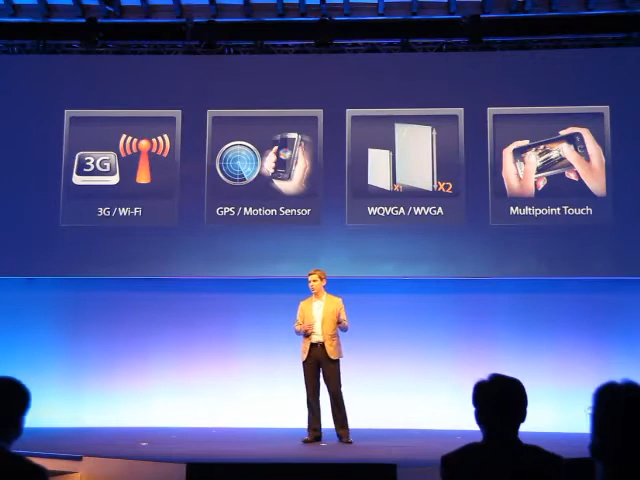 3G
X1
X2
3G / Wi-Fi
GPS / Motion Sensor
WQVGA / WVGA
Multipoint Touch